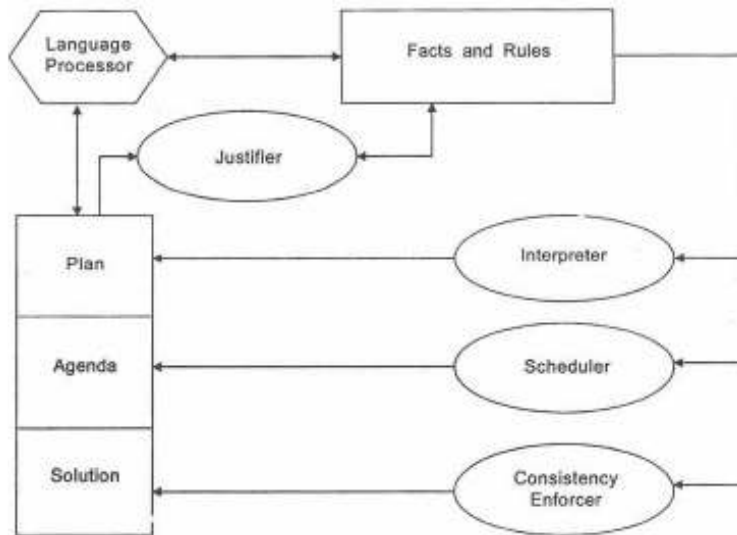 Language
Processor
Facts and Rules
Justifier
Plan
Interpreter
Agenda
Scheduler
Solution
Consistency
Enforcer